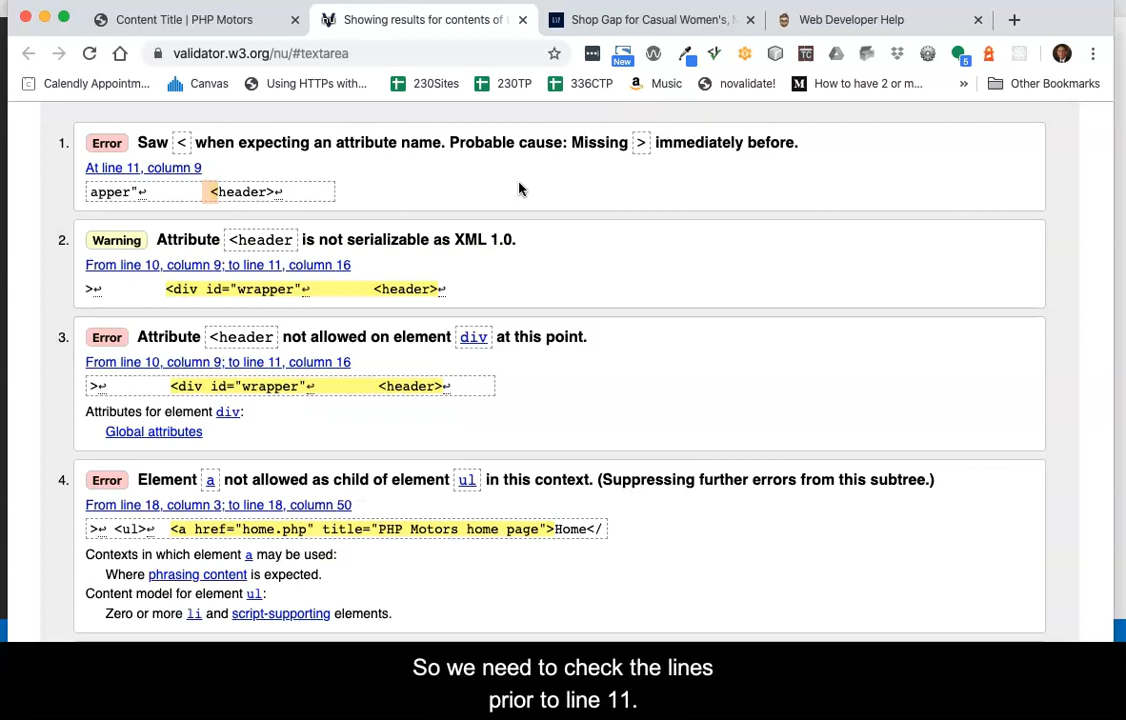 Content Title | PHP Motors
Showing results for contents of t
Shop Gap for Casual Women's, M
Web Developer Help
validator.w3.org/nu/#textarea
New
5
Calendly Appointm...
Canvas
Using HTTPs with...
230Sites
230TP
336CTP
Music
novalidate!
How to have 2 or m...
»
Other Bookmarks
1. Error Saw < when expecting an attribute name. Probable cause: Missing > immediately before.
At line 11, column 9
apper"↩ <header>↩
2. Warning Attribute <header is not serializable as XML 1.0.
From line 10, column 9; to line 11, column 16
>↩ <div id="wrapper"↩ <header>↩
3. Error Attribute <header not allowed on element div at this point.
From line 10, column 9; to line 11, column 16
>↩ <div id="wrapper"↩ <header>↩
Attributes for element div:
Global attributes
4. Error Element a not allowed as child of element ul in this context. (Suppressing further errors from this subtree.)
From line 18, column 3; to line 18, column 50
>↩ <ul>↩ <a href="home.php" title="PHP Motors home page">Home</
Contexts in which element a may be used:
Where phrasing content is expected.
Content model for element ul:
Zero or more li and script-supporting elements.
So we need to check the lines
prior to line 11.